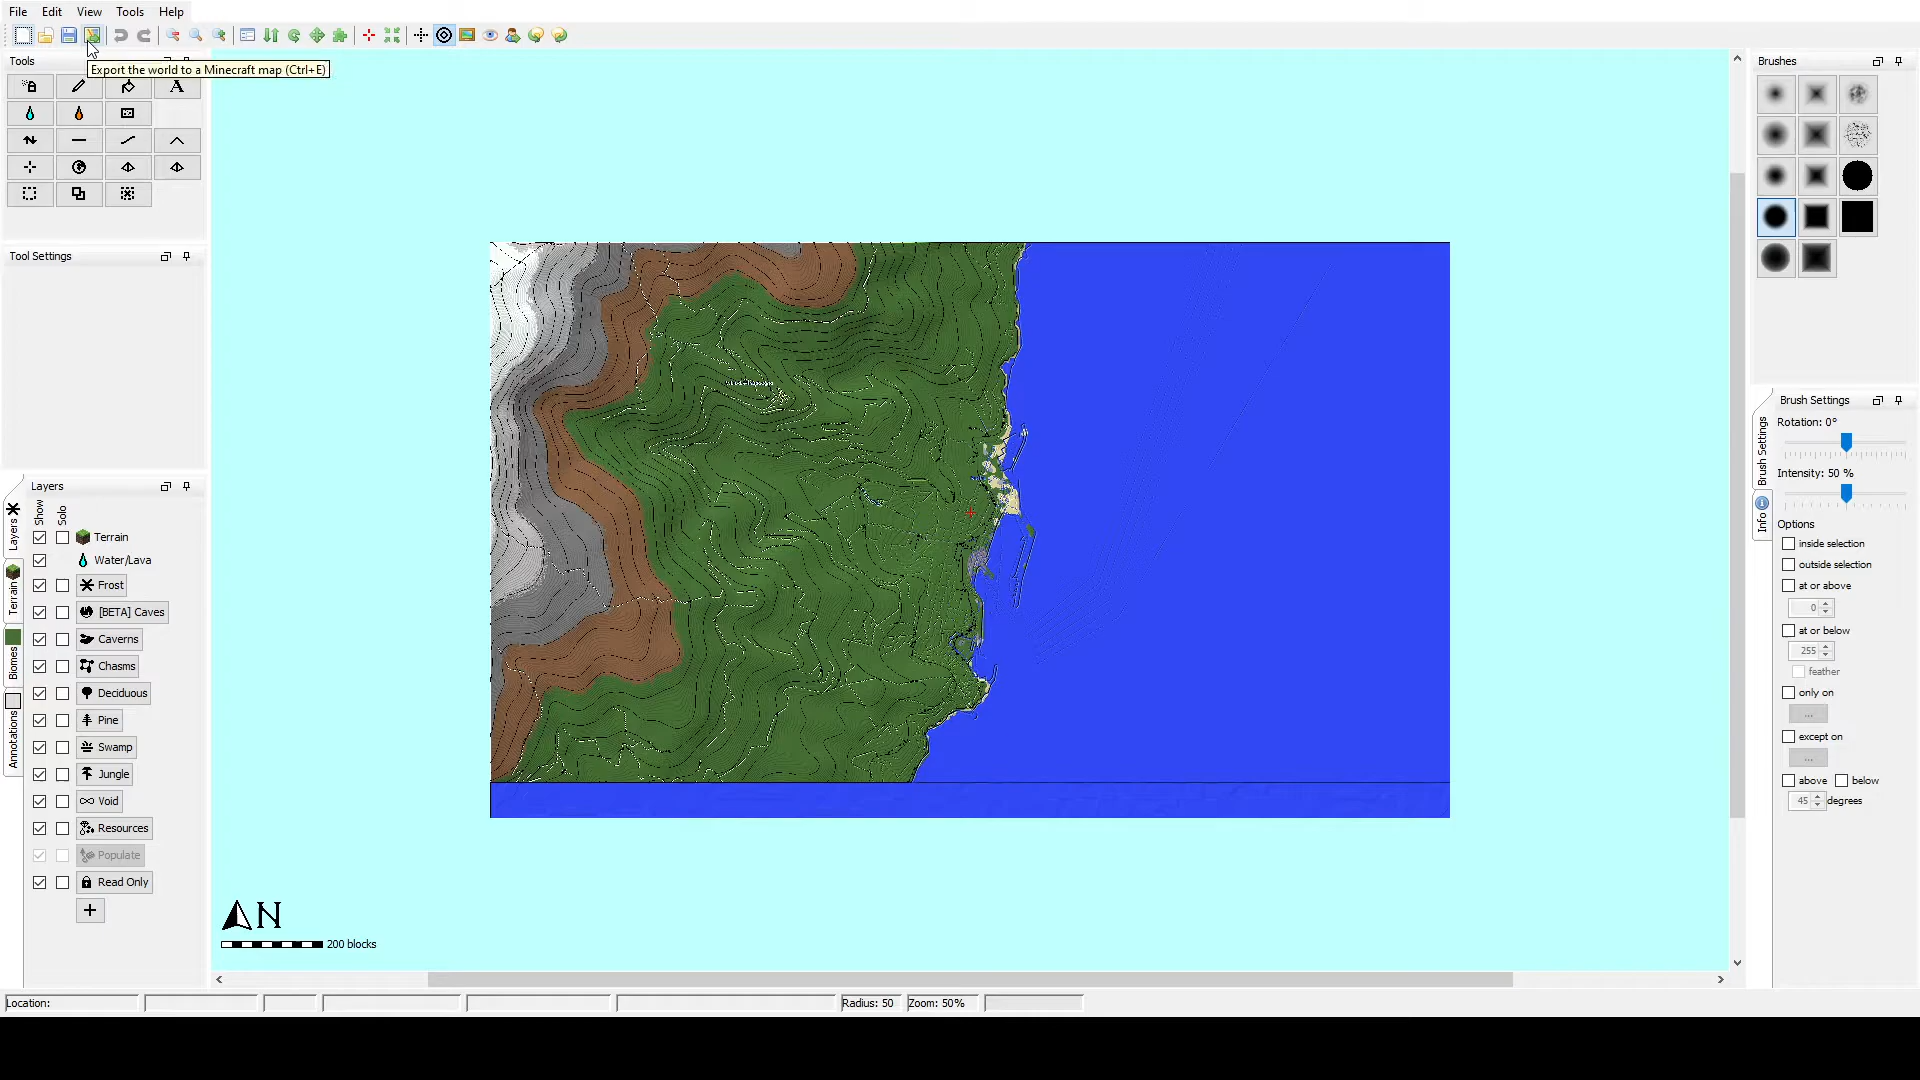 File Edit View Tools Help
Export the world to a Minecraft map (Ctrl+E)
Tools
A
Tool Settings
Layers
Show
Solo
Layers
Terrain
Biomes
Annotations
Terrain
Water/Lava
Frost
[BETA] Caves
Caverns
Chasms
Deciduous
Pine
Swamp
Jungle
Void
Resources
Populate
Read Only
+
N
200 blocks
Brushes
Brush Settings
Info
Brush Settings
Rotation: 0°
Intensity: 50 %
Options
inside selection
outside selection
at or above
0
at or below
255
feather
only on
...
except on
...
above below
45 degrees
Location:
Radius: 50 Zoom: 50%